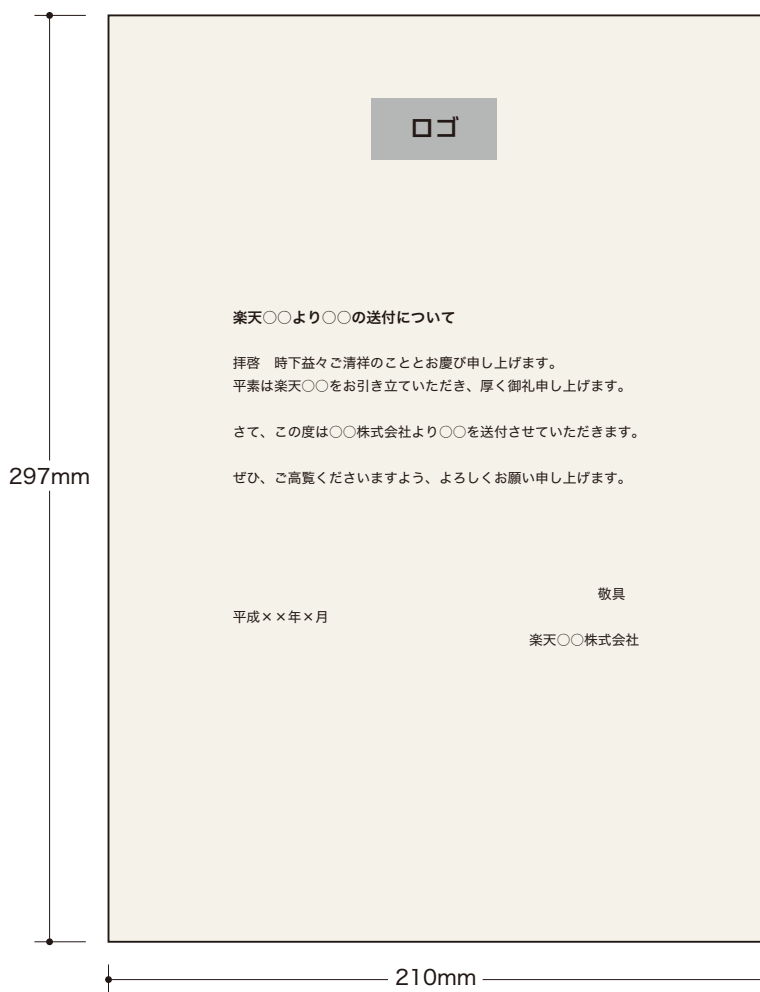 ロゴ
楽天○○より○○の送付について
拝啓　時下益々ご清祥のこととお慶び申し上げます。
平素は楽天○○をお引き立ていただき、厚く御礼申し上げます。
さて、この度は○○株式会社より○○を送付させていただきます。
ぜひ、ご高覧くださいますよう、よろしくお願い申し上げます。
敬具
平成××年×月
楽天○○株式会社
297mm
210mm